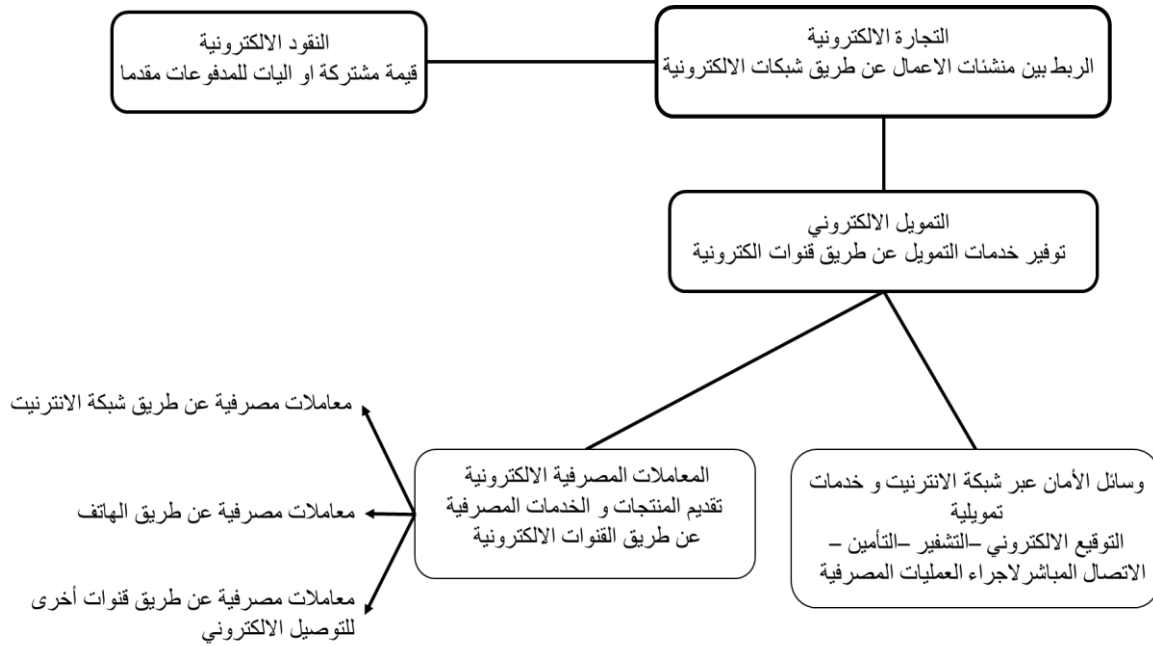 التجارة الالكترونية
الربط بين منشئات الاعمال عن طريق شبكات الالكترونية
النقود الالكترونية
قيمة مشتركة او اليات للمدفوعات مقدما
التمويل الالكتروني
توفير خدمات التمويل عن طريق قنوات الكترونية
وسائل الأمان عبر شبكة الانترنيت و خدمات
تمويلية
التوقيع الالكتروني –التشفير –التأمين –
الاتصال المباشرلاجراء العمليات المصرفية
المعاملات المصرفية الالكترونية
تقديم المنتجات و الخدمات المصرفية
عن طريق القنوات الالكترونية
معاملات مصرفية عن طريق شبكة الانترنيت
معاملات مصرفية عن طريق الهاتف
معاملات مصرفية عن طريق قنوات أخرى
للتوصيل الالكتروني